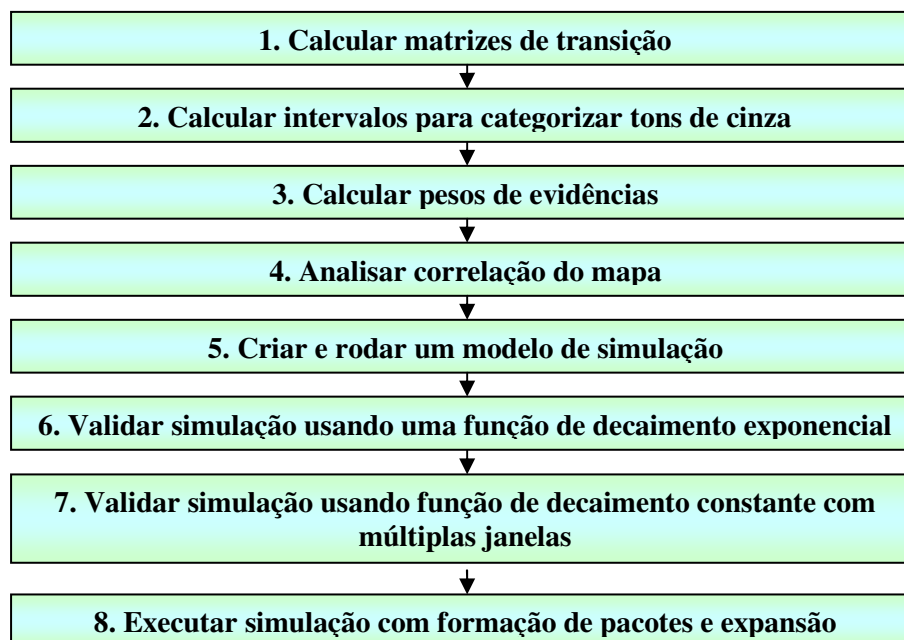 1. Calcular matrizes de transição
2. Calcular intervalos para categorizar tons de cinza
3. Calcular pesos de evidências
4. Analisar correlação do mapa
5. Criar e rodar um modelo de simulação
6. Validar simulação usando uma função de decaimento exponencial
7. Validar simulação usando função de decaimento constante com
múltiplas janelas
8. Executar simulação com formação de pacotes e expansão